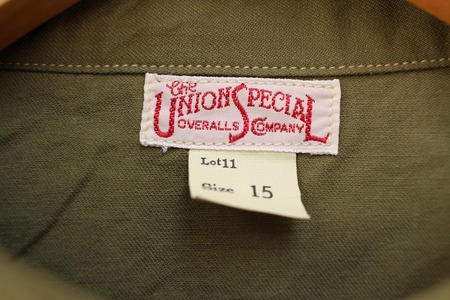 The
UNION SPECIAL
OVERALLS COMPANY
Lot11
Size 15